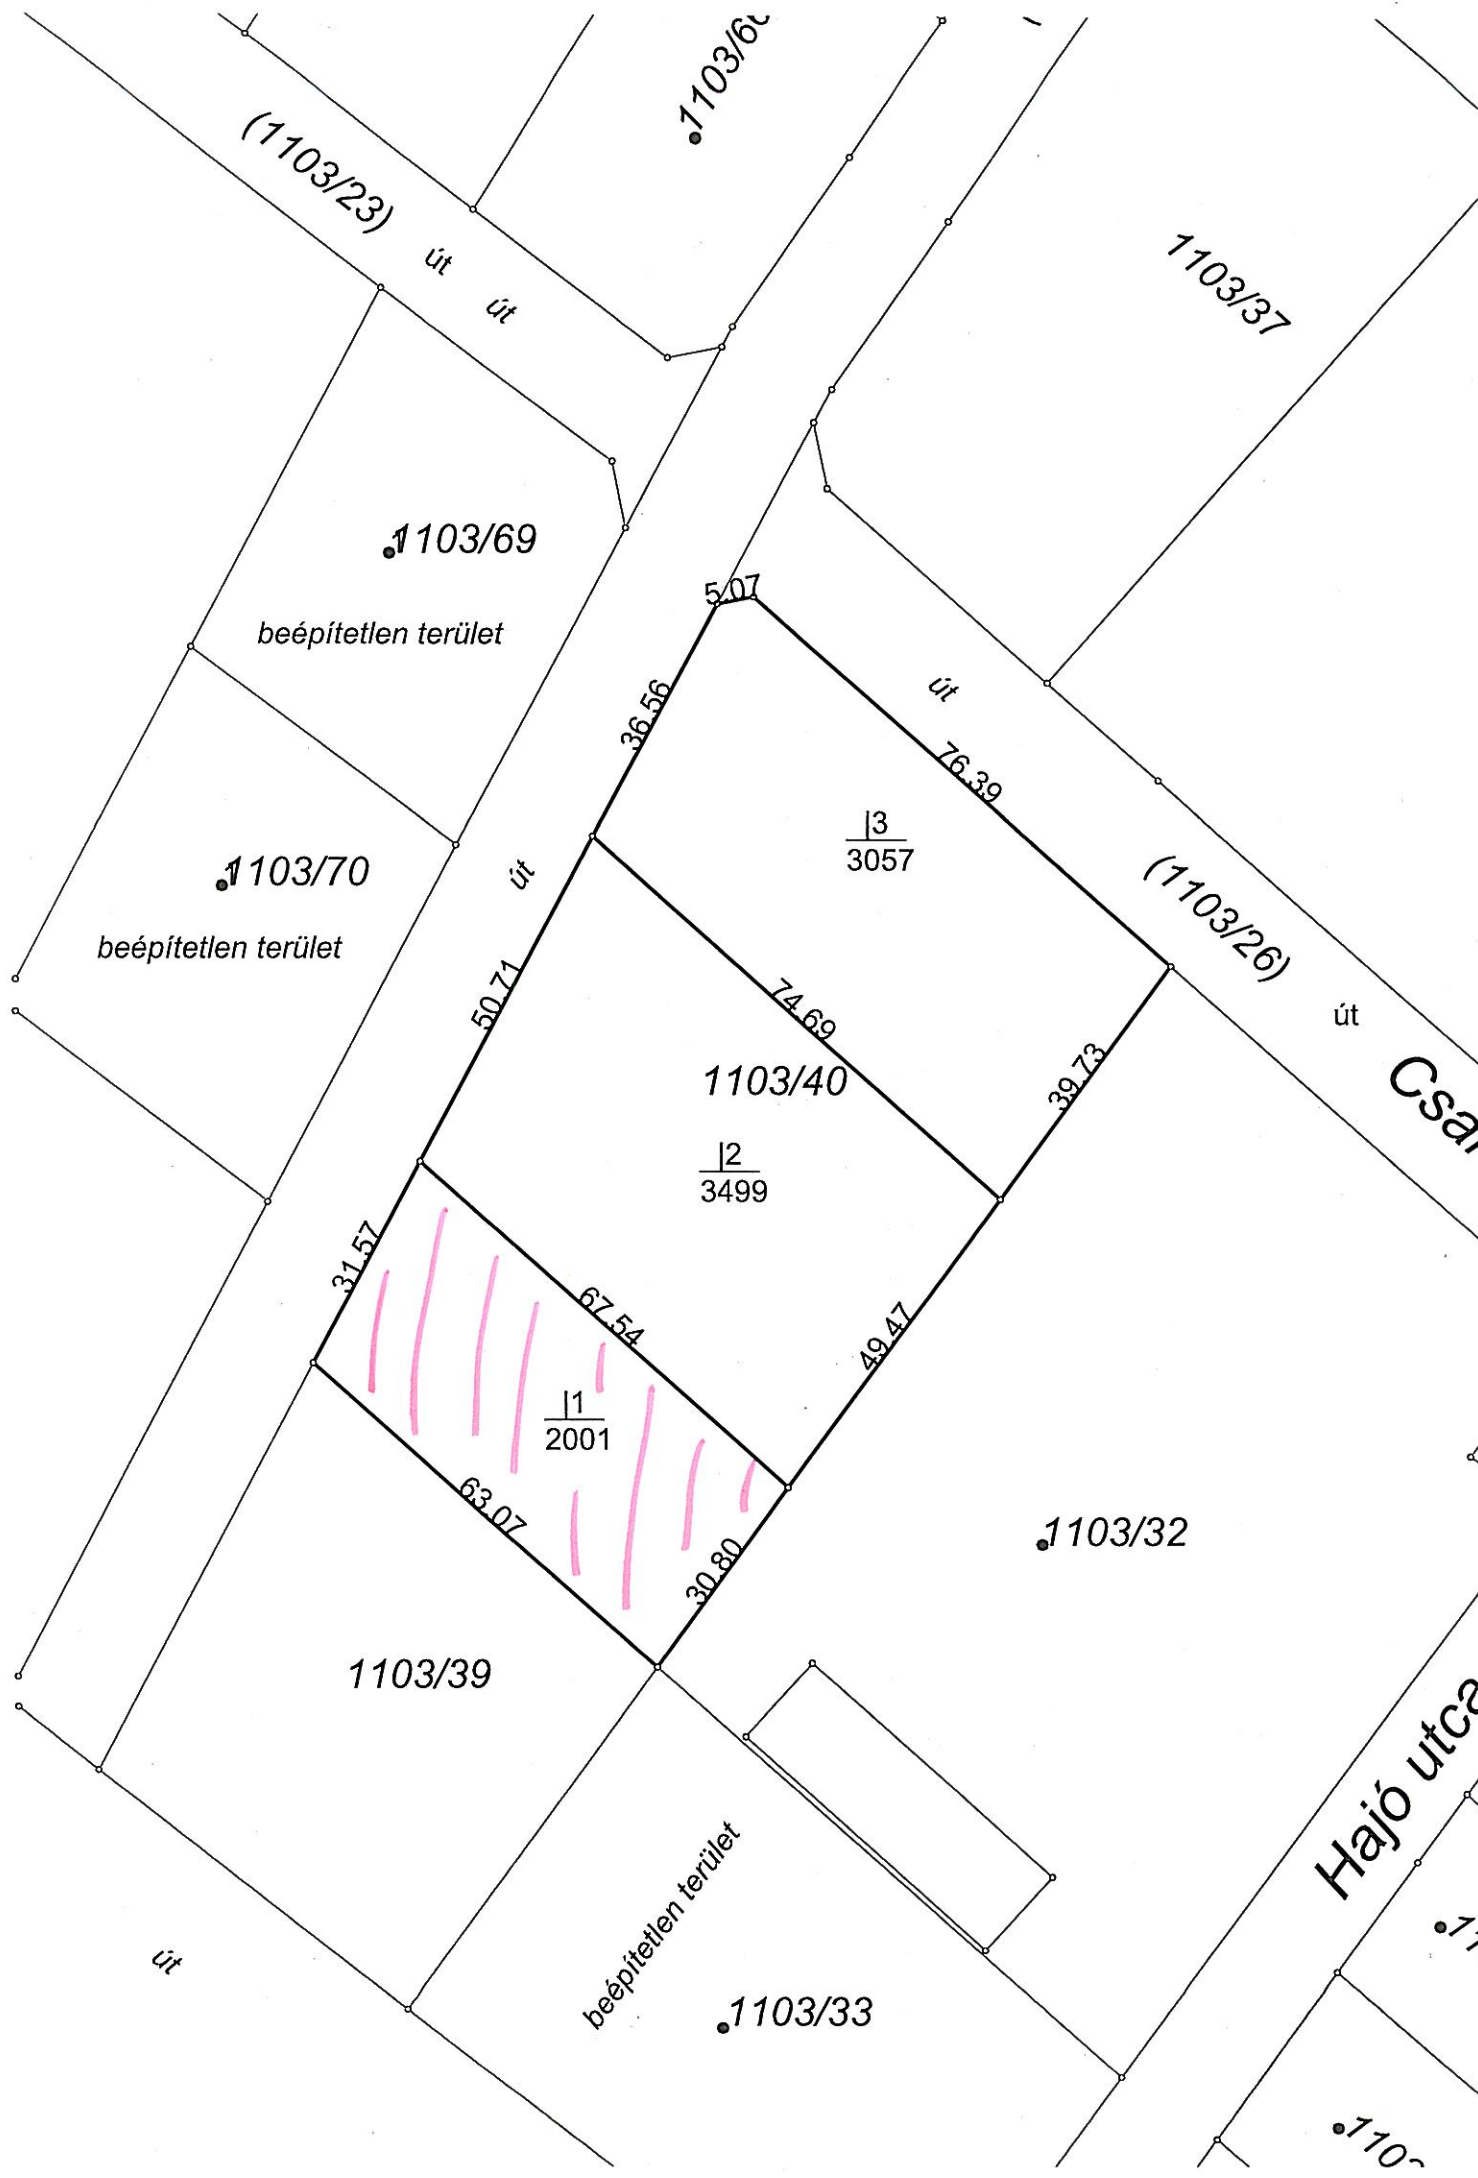 (1103/23)
út
út
1103/37
1103/69
beépítetlen terület
5.07
36.56
út
76.39
|3
3057
(1103/26)
út
1103/70
beépítetlen terület
út
50.71
74.69
1103/40
39.73
|2
3499
31.57
67.54
49.47
|1
2001
63.07
30.80
1103/32
1103/39
Hajó utca
beépítetlen terület
út
1103/33